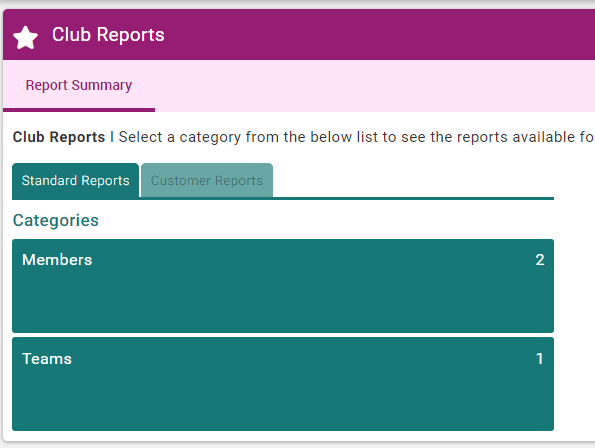 Club Reports
Report Summary
Club Reports | Select a category from the below list to see the reports available fo
Standard Reports
Customer Reports
Categories
Members 2
Teams 1